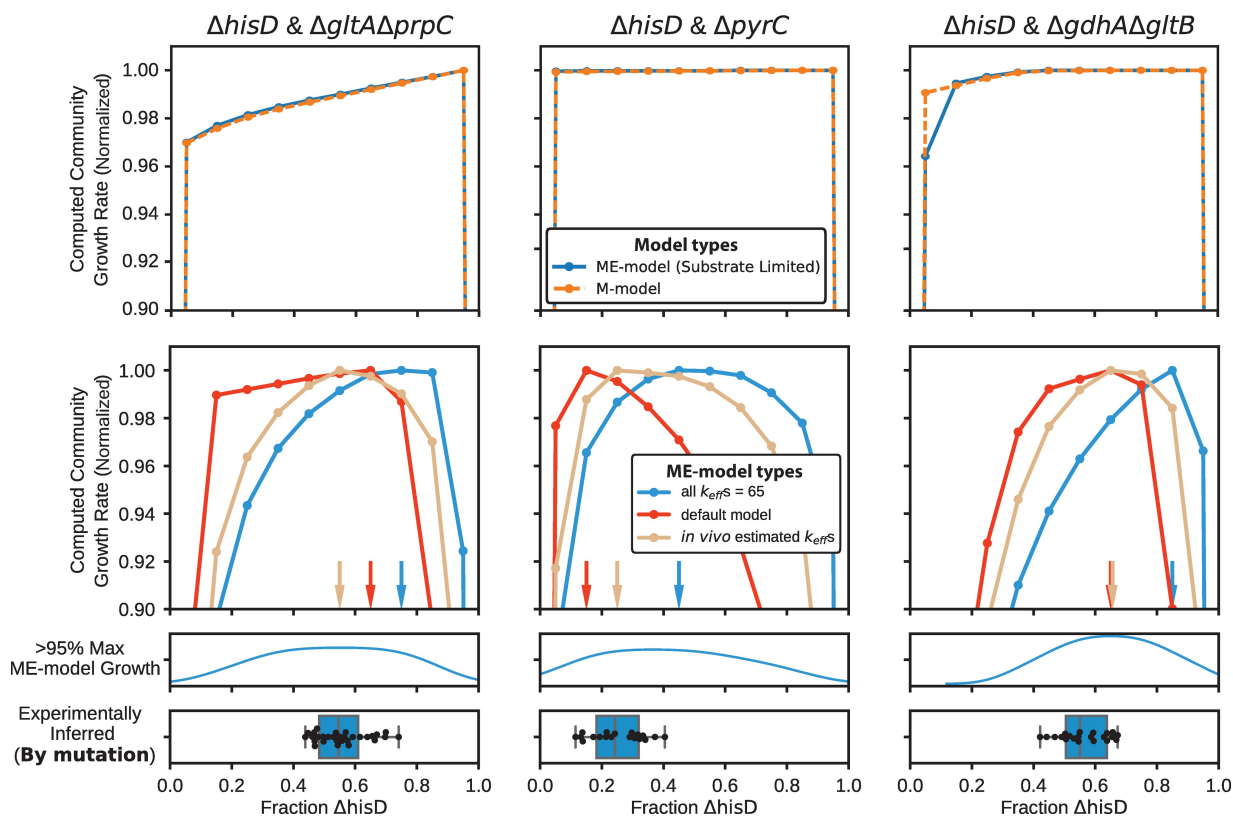 ΔhisD & ΔgltAΔprpC
ΔhisD & ΔpyrC
ΔhisD & ΔgdhAΔgltB
Computed Community
Growth Rate (Normalized)
1.00
0.98
0.96
0.94
0.92
0.90
Model types
ME-model (Substrate Limited)
M-model
Computed Community
Growth Rate (Normalized)
1.00
0.98
0.96
0.94
0.92
0.90
ME-model types
all keffs = 65
default model
in vivo estimated keffs
>95% Max
ME-model Growth
Experimentally
Inferred
(By mutation)
0.0 0.2 0.4 0.6 0.8 1.0
0.0 0.2 0.4 0.6 0.8 1.0
0.0 0.2 0.4 0.6 0.8 1.0
Fraction ΔhisD
Fraction ΔhisD
Fraction ΔhisD